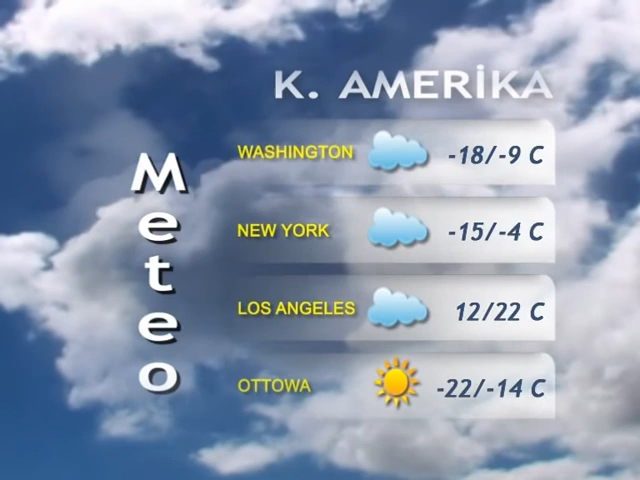 K. AMERİKA
Meteo
WASHINGTON -18/-9 C
NEW YORK -15/-4 C
LOS ANGELES 12/22 C
OTTOWA -22/-14 C